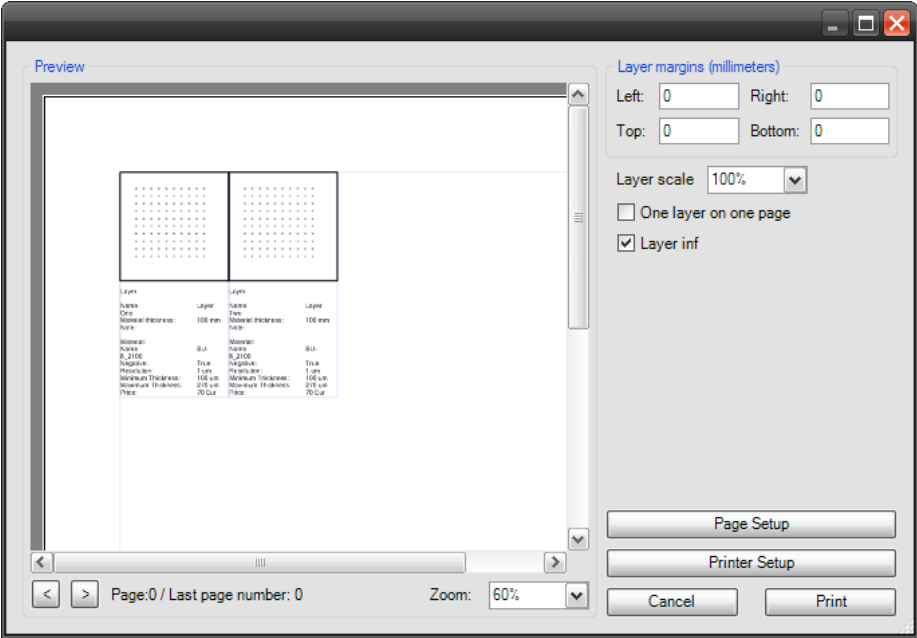 Preview
Layer margins (millimeters)
Left: 0 Right: 0
Top: 0 Bottom: 0
Layer scale 100%
One layer on one page
Layer inf
Layer Layer
Name: Layer Name: Layer
One Two
Material thickness: 100 mm Material thickness: 100 mm
Note: Note:
Material: Material:
Name SU- Name SU-
8_2100 8_2100
Negative: True Negative: True
Resolution: 1 um Resolution: 1 um
Minimum Thickness: 100 um Minimum Thickness: 100 um
Maximum Thickness: 270 um Maximum Thickness: 270 um
Price: 70 Eur Price: 70 Eur
Page Setup
Printer Setup
Cancel Print
< > Page:0 / Last page number: 0 Zoom: 60%